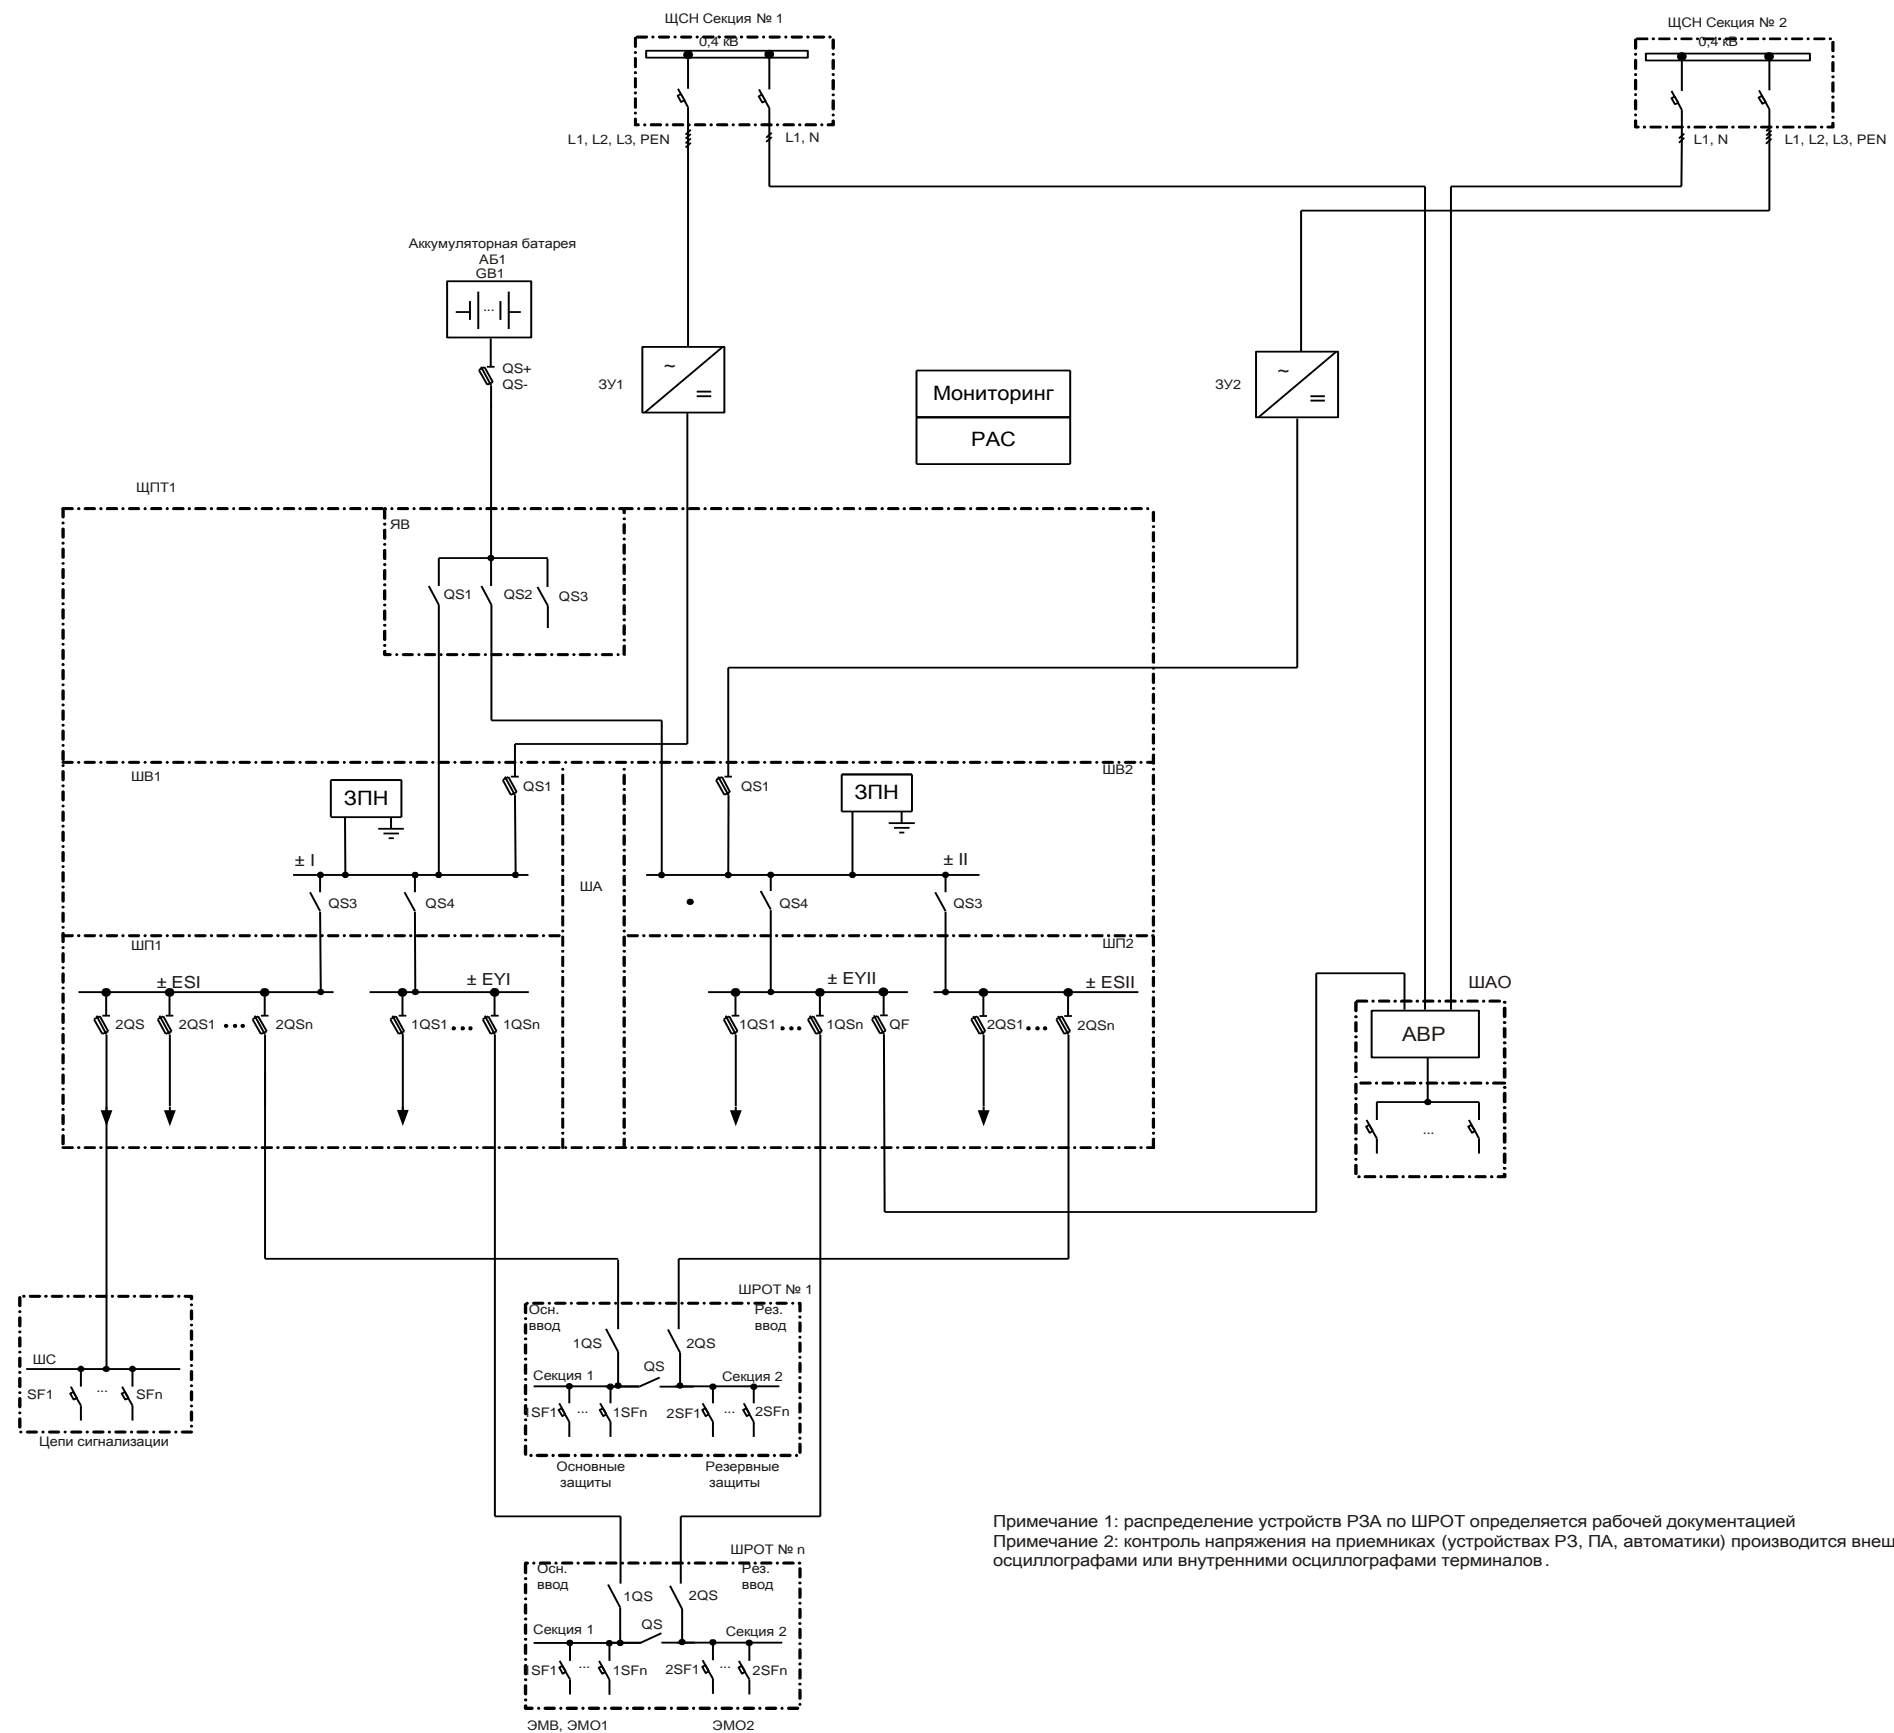 ЩСН Секция № 1
0,4 кВ
L1, L2, L3, PEN
L1, N
ЩСН Секция № 2
0,4 кВ
L1, N
L1, L2, L3, PEN
Аккумуляторная батарея
АБ1
GB1
...
QS+
QS-
ЗУ1
~
=
Мониторинг
РАС
ЗУ2
~
=
ЩПТ1
ЯВ
QS1
QS2
QS3
ШВ1
ЗПН
QS1
± I
QS3
QS4
ША
ШВ2
QS1
ЗПН
± II
QS4
QS3
ШП1
± ESI
± EYI
2QS
2QS1
...
2QSn
1QS1
...
1QSn
ШП2
± EYII
± ESII
1QS1
...
1QSn
QF
2QS1
...
2QSn
ШАО
АВР
...
ШС
SF1
...
SFn
Цепи сигнализации
ШРОТ № 1
Осн.
ввод
Рез.
ввод
1QS
2QS
QS
Секция 1
Секция 2
1SF1
...
1SFn
2SF1
...
2SFn
Основные
защиты
Резервные
защиты
ШРОТ № n
Осн.
ввод
Рез.
ввод
1QS
2QS
QS
Секция 1
Секция 2
1SF1
...
1SFn
2SF1
...
2SFn
ЭМВ, ЭМО1
ЭМО2
Примечание 1: распределение устройств РЗА по ШРОТ определяется рабочей документацией
Примечание 2: контроль напряжения на приемниках (устройствах РЗ, ПА, автоматики) производится внеш
осциллографами или внутренними осциллографами терминалов.